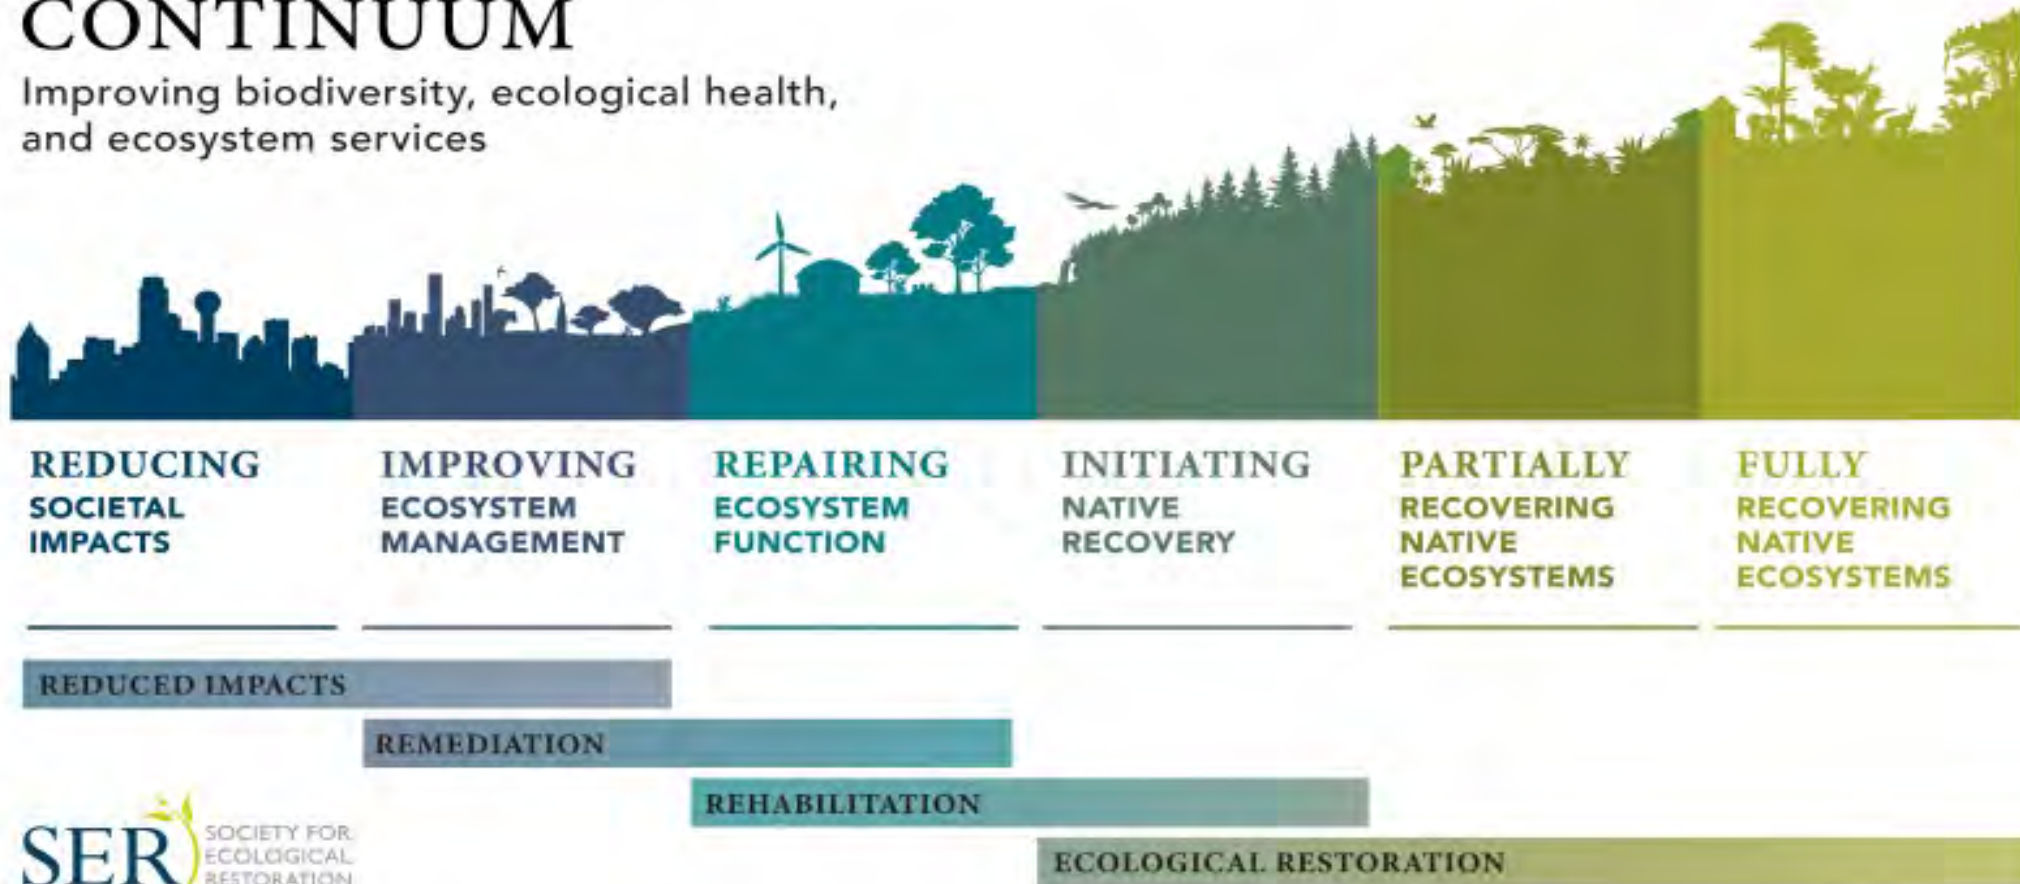 CONTINUUM
Improving biodiversity, ecological health,
and ecosystem services
REDUCING
SOCIETAL
IMPACTS
IMPROVING
ECOSYSTEM
MANAGEMENT
REPAIRING
ECOSYSTEM
FUNCTION
INITIATING
NATIVE
RECOVERY
PARTIALLY
RECOVERING
NATIVE
ECOSYSTEMS
FULLY
RECOVERING
NATIVE
ECOSYSTEMS
REDUCED IMPACTS
REMEDIATION
REHABILITATION
ECOLOGICAL RESTORATION
SER
SOCIETY FOR
ECOLOGICAL
RESTORATION